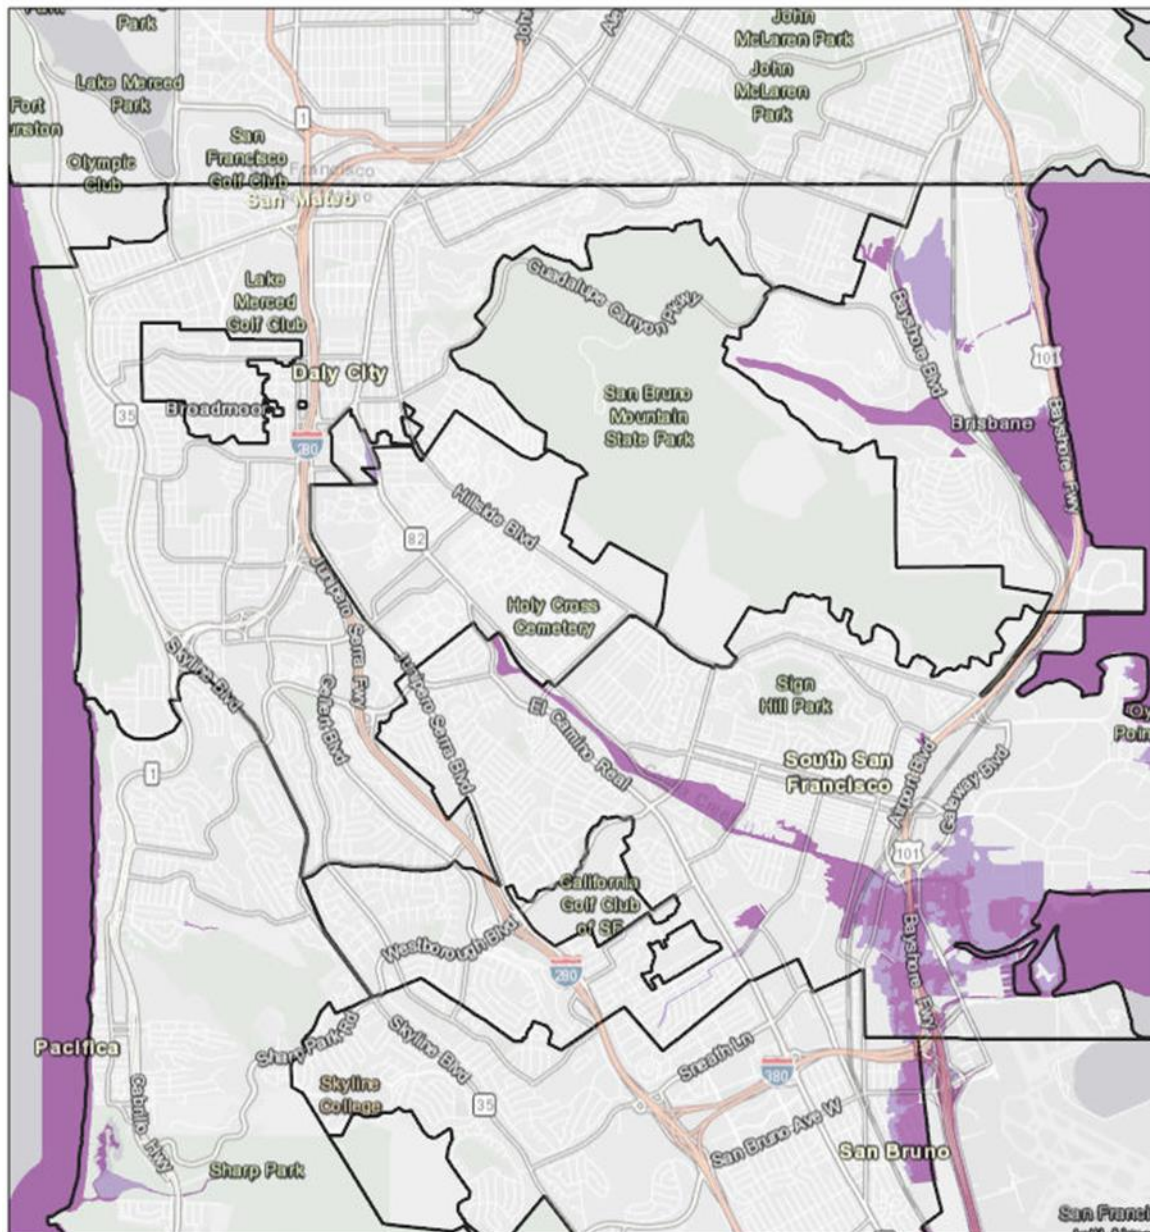 Park
John
McLaren Park
Lake Merced
Park
John
McLaren
Park
Fort
1
San
Francisco
Golf Club
Olympic
Club
San Mateo
Guadalupe Canyon Pkwy
Lake
Merced
Golf Club
Bayshore Blvd
101
Daly City
San Bruno
Mountain
State Park
Broadmoor
35
Brisbane
Bayshore Fwy
280
Hillside Blvd
82
Junipero Serra Fwy
Holy Cross
Cemetery
Skyline Blvd
Junipero Serra Blvd
Callan Blvd
Sign
Hill Park
El Camino Real
1
South San
Francisco
Airport Blvd
Gateway Blvd
101
California
Golf Club
of SF
Westborough Blvd
280
Bayshore Fwy
Pacifica
Sharp Park Rd
Skyline Blvd
Sneath Ln
380
Skyline
College
35
Cabrillo Hwy
San Bruno Ave W
San Bruno
Sharp Park